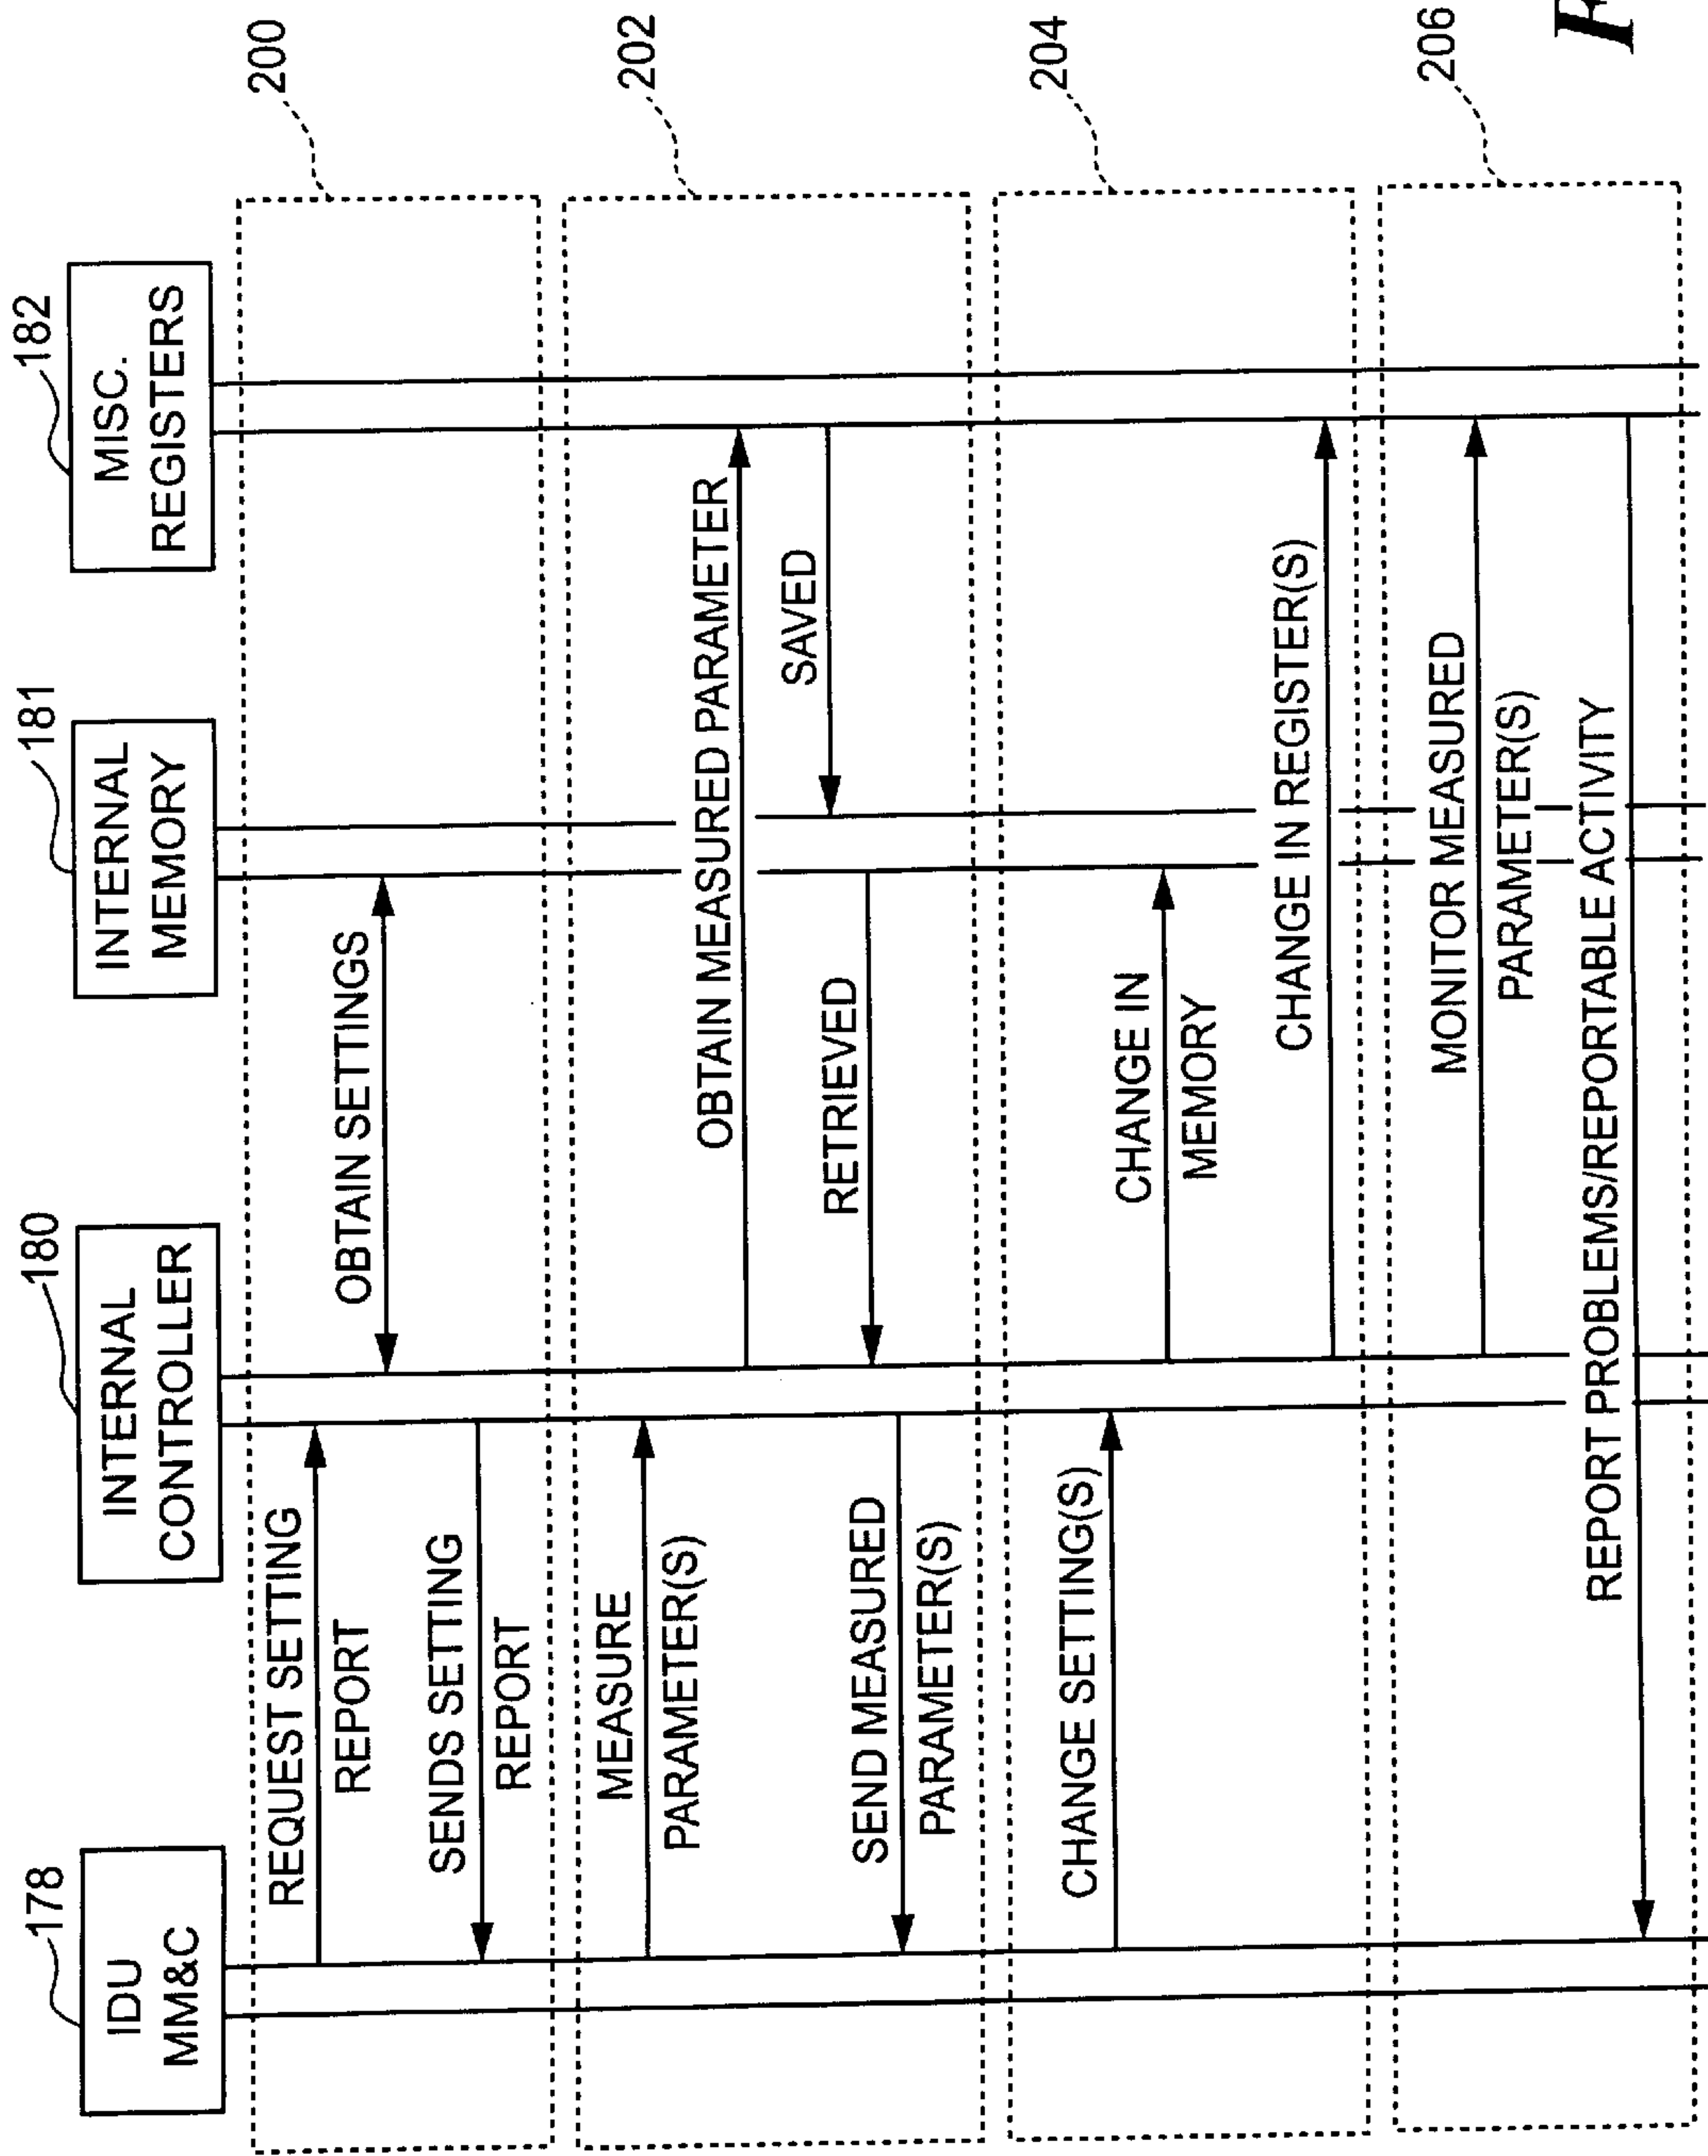 178
IDU
MM&C
180
INTERNAL
CONTROLLER
181
INTERNAL
MEMORY
182
MISC.
REGISTERS
200
REQUEST SETTING
REPORT
OBTAIN SETTINGS
SENDS SETTING
REPORT
202
MEASURE
PARAMETER(S)
OBTAIN MEASURED PARAMETER
SAVED
RETRIEVED
SEND MEASURED
PARAMETER(S)
204
CHANGE SETTING(S)
CHANGE IN
MEMORY
CHANGE IN REGISTER(S)
206
MONITOR MEASURED
PARAMETER(S)
REPORT PROBLEMS/REPORTABLE ACTIVITY